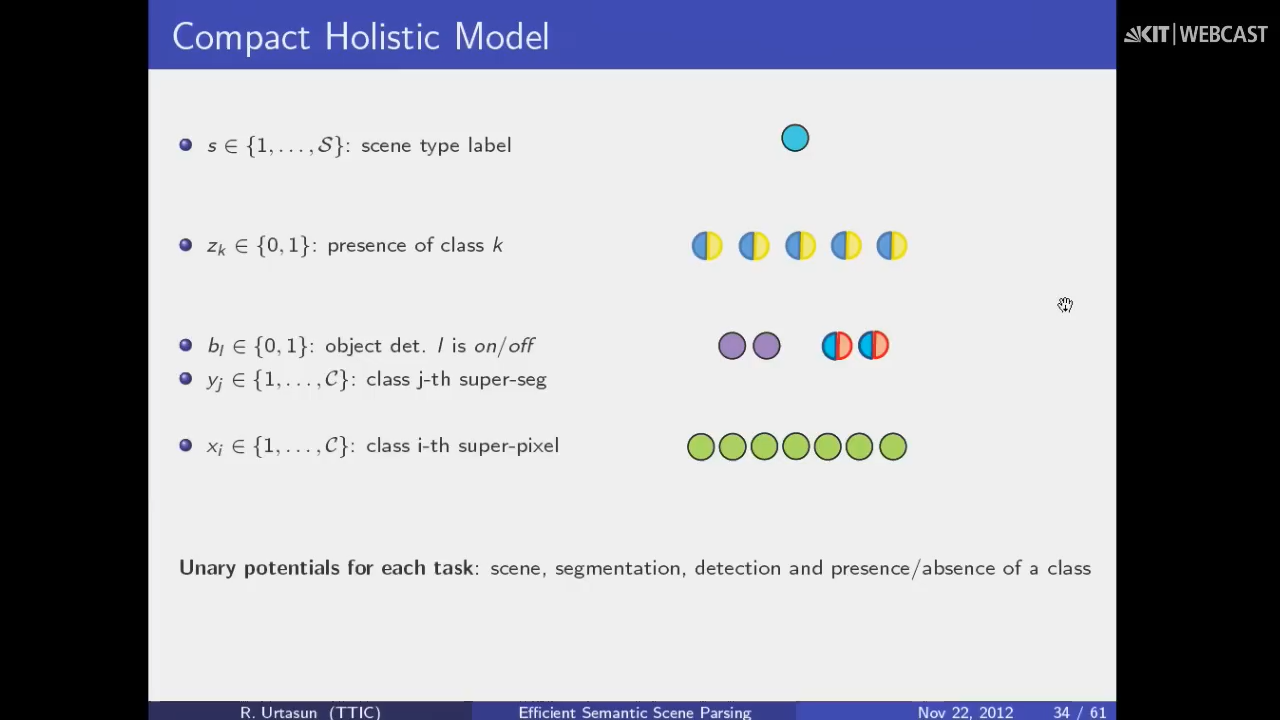 Compact Holistic Model
KIT | WEBCAST
s ∈ {1, . . . , 𝒮}: scene type label
z_k ∈ {0, 1}: presence of class k
b_l ∈ {0, 1}: object det. l is on/off
y_j ∈ {1, . . . , 𝒞}: class j-th super-seg
x_i ∈ {1, . . . , 𝒞}: class i-th super-pixel
Unary potentials for each task: scene, segmentation, detection and presence/absence of a class
R. Urtasun (TTIC) Efficient Semantic Scene Parsing Nov 22, 2012 34 / 61